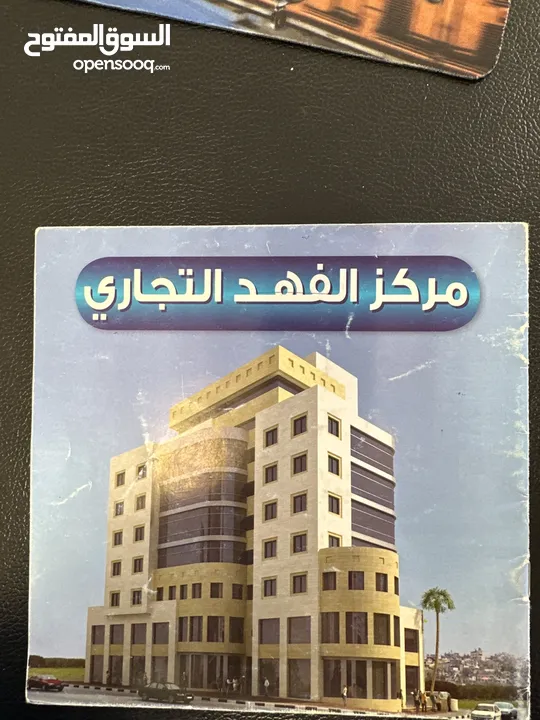 السوق المفتوح
opensooq.com
مركز الفهد التجاري